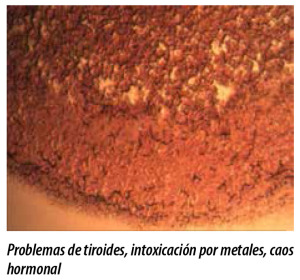 Problemas de tiroides, intoxicación por metales, caos
hormonal